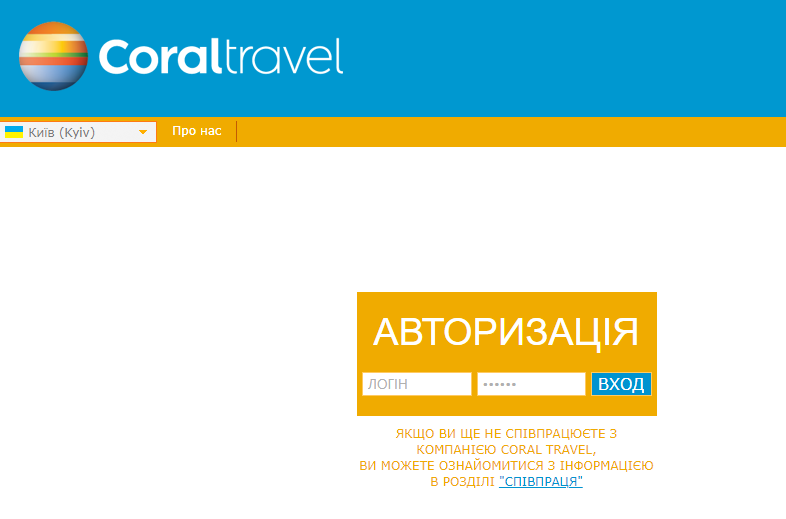 Coraltravel
Київ (Kyiv)
Про нас
АВТОРИЗАЦІЯ
ЛОГІН
••••••
ВХОД
ЯКЩО ВИ ЩЕ НЕ СПІВПРАЦЮЄТЕ З
КОМПАНІЄЮ CORAL TRAVEL,
ВИ МОЖЕТЕ ОЗНАЙОМИТИСЯ З ІНФОРМАЦІЄЮ
В РОЗДІЛІ "СПІВПРАЦЯ"